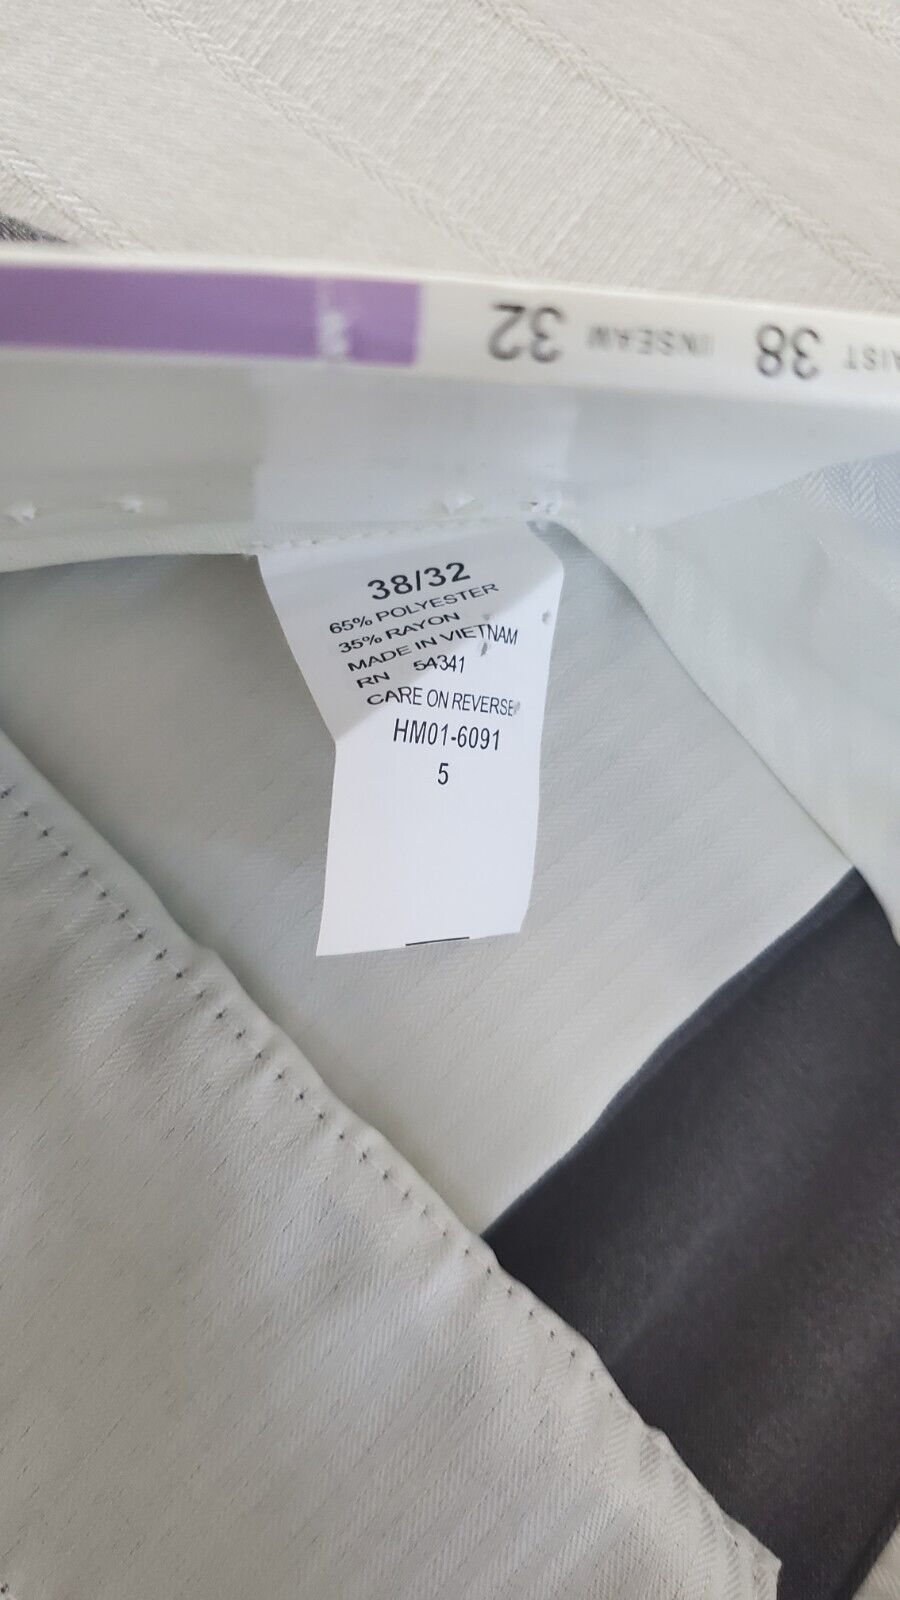 AIST 38 INSEAM 32
38/32
65% POLYESTER
35% RAYON
MADE IN VIETNAM
RN 54341
CARE ON REVERSE
HM01-6091
5